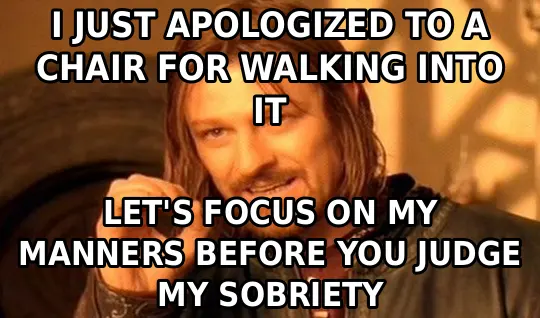 I JUST APOLOGIZED TO A
CHAIR FOR WALKING INTO
IT
LET'S FOCUS ON MY
MANNERS BEFORE YOU JUDGE
MY SOBRIETY